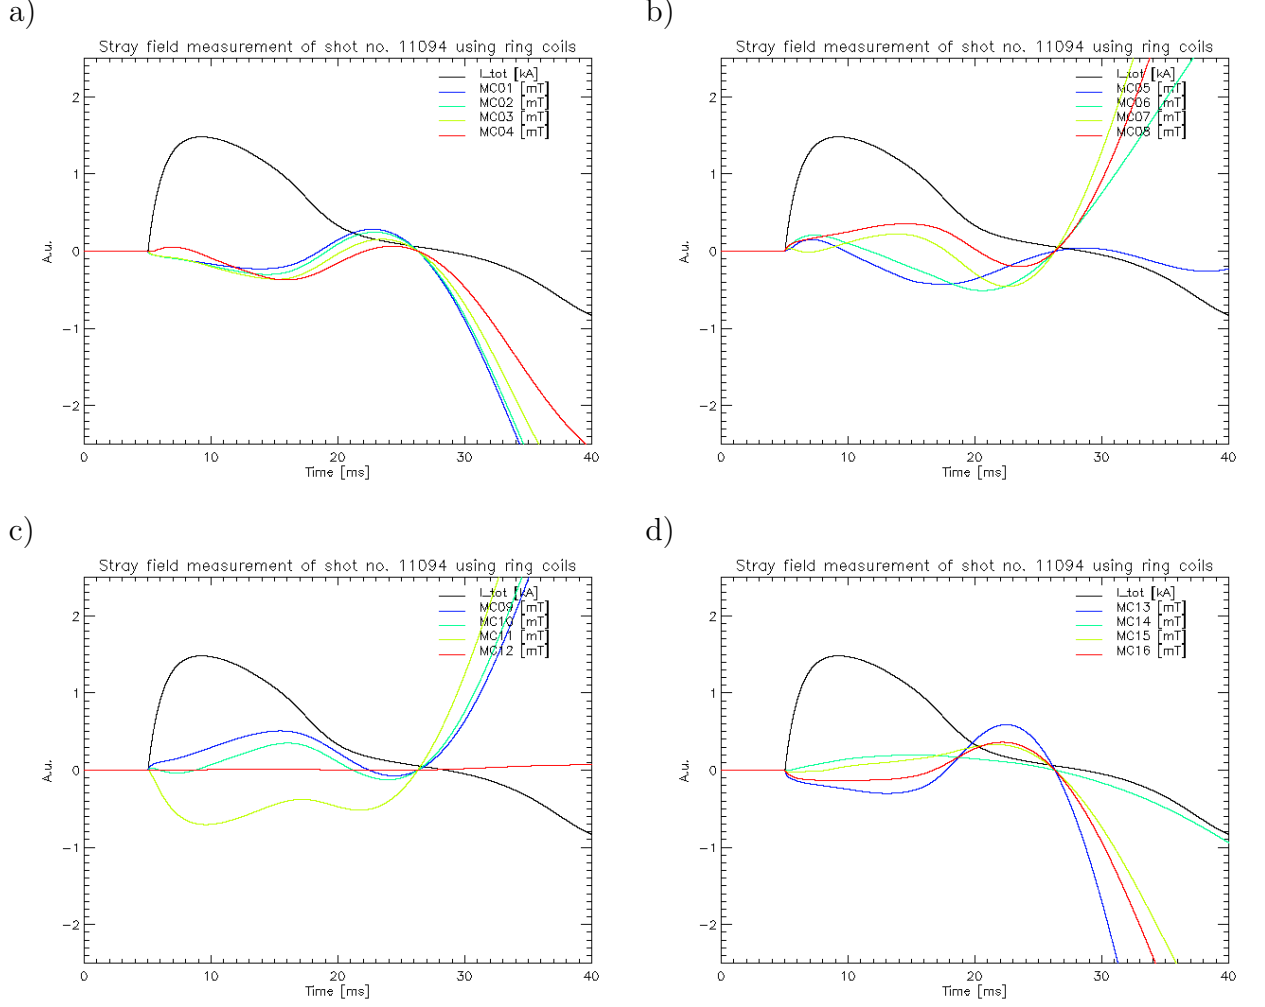 a)
Stray field measurement of shot no. 11094 using ring coils
I_tot [kA]
MC01 [mT]
MC02 [mT]
MC03 [mT]
MC04 [mT]
2
1
0
-1
-2
A.u.
0 10 20 30 40
Time [ms]
b)
Stray field measurement of shot no. 11094 using ring coils
I_tot [kA]
MC05 [mT]
MC06 [mT]
MC07 [mT]
MC08 [mT]
2
1
0
-1
-2
A.u.
0 10 20 30 40
Time [ms]
c)
Stray field measurement of shot no. 11094 using ring coils
I_tot [kA]
MC09 [mT]
MC10 [mT]
MC11 [mT]
MC12 [mT]
2
1
0
-1
-2
A.u.
0 10 20 30 40
Time [ms]
d)
Stray field measurement of shot no. 11094 using ring coils
I_tot [kA]
MC13 [mT]
MC14 [mT]
MC15 [mT]
MC16 [mT]
2
1
0
-1
-2
A.u.
0 10 20 30 40
Time [ms]